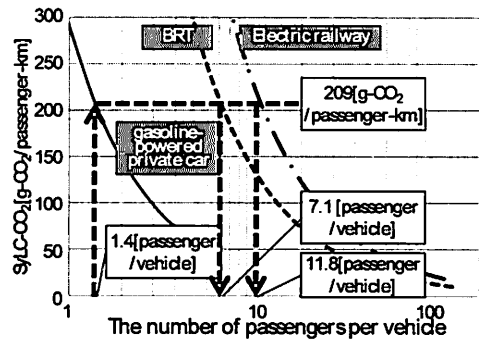 300
250
200
150
100
50
0
SyLC-CO₂[g-CO₂/passenger-km]
BRT
Electric railway
209[g-CO₂
/passenger-km]
gasoline-
powered
private car
7.1 [passenger
/vehicle]
1.4[passenger
/vehicle]
11.8[passenger
/vehicle]
1
10
100
The number of passengers per vehicle